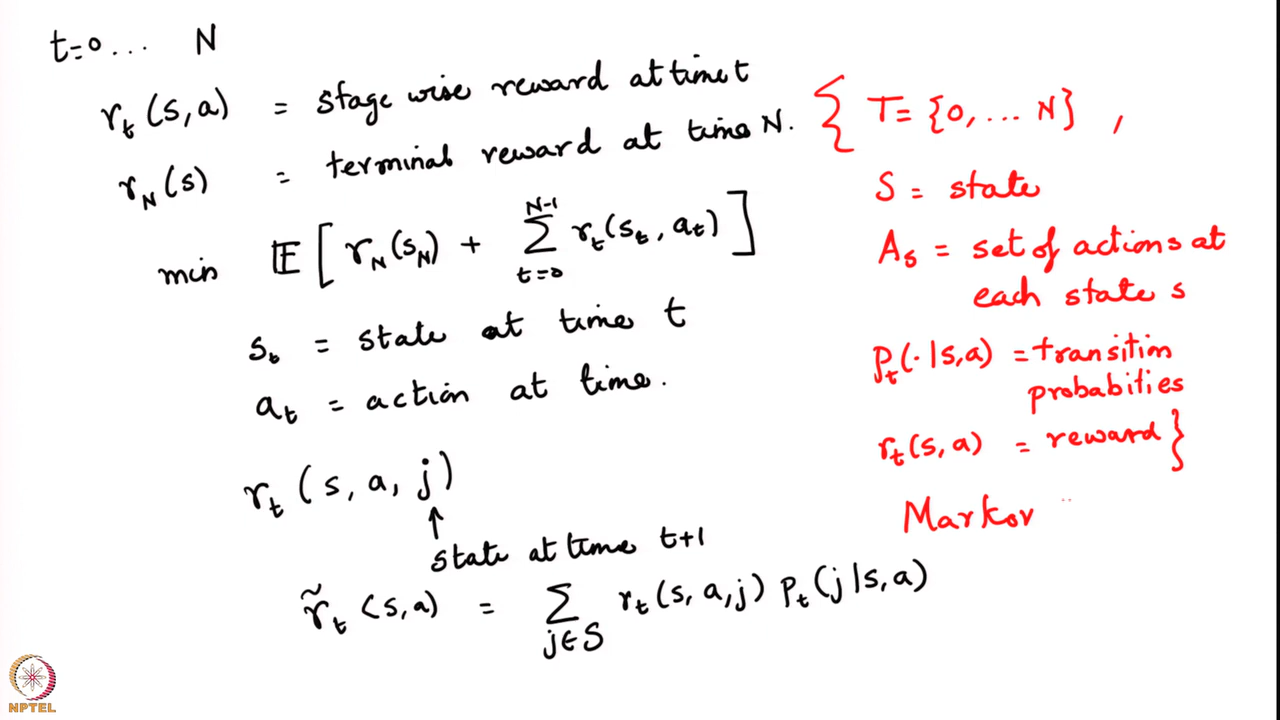 t=0... N
r_t (s,a) = stage wise reward at time t
r_N (s) = terminal reward at time N.
min 𝔼 [ r_N(s_N) + Σ_{t=0}^{N-1} r_t(s_t, a_t) ]
s_t = state at time t
a_t = action at time.
r_t (s, a, j)
↑
state at time t+1
r̃_t (s,a) = Σ_{j∈S} r_t(s, a, j) p_t(j|s,a)
{ T= {0,... N} ,
S = state
A_s = set of actions at
each state s
p_t(·|s,a) = transition
probabities
r_t(s,a) = reward }
Markov
NPTEL